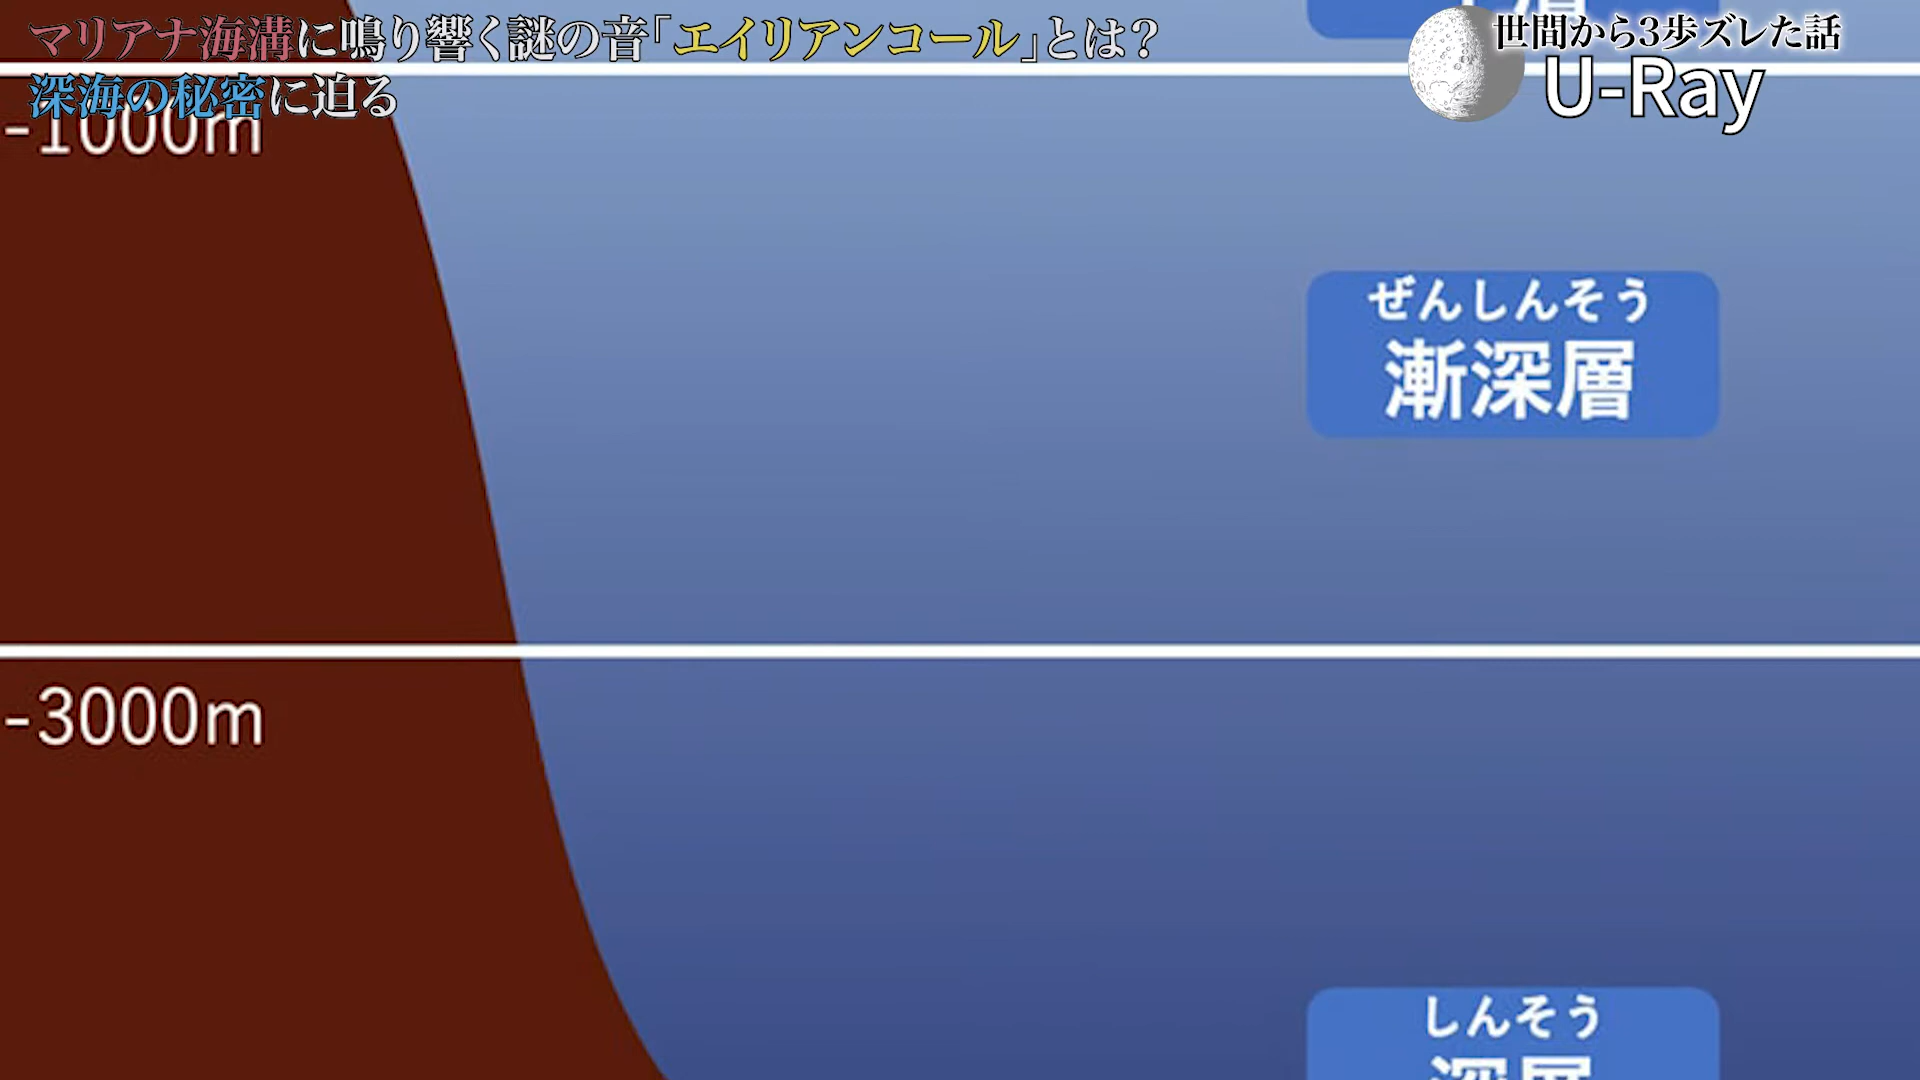 マリアナ海溝に鳴り響く謎の音「エイリアンコール」とは?
深海の秘密に迫る
世間から3歩ズレた話
U-Ray
-1000m
ぜんしんそう
漸深層
-3000m
しんそう
深層